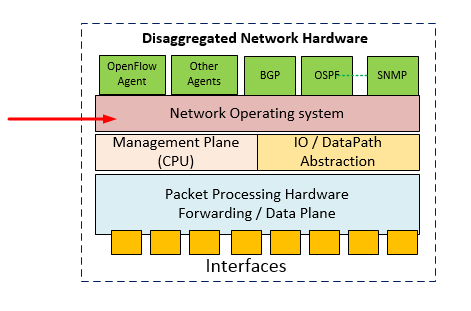 Disaggregated Network Hardware
OpenFlow
Agent
Other
Agents
BGP
OSPF
SNMP
Network Operating system
Management Plane
(CPU)
IO / DataPath
Abstraction
Packet Processing Hardware
Forwarding / Data Plane
Interfaces